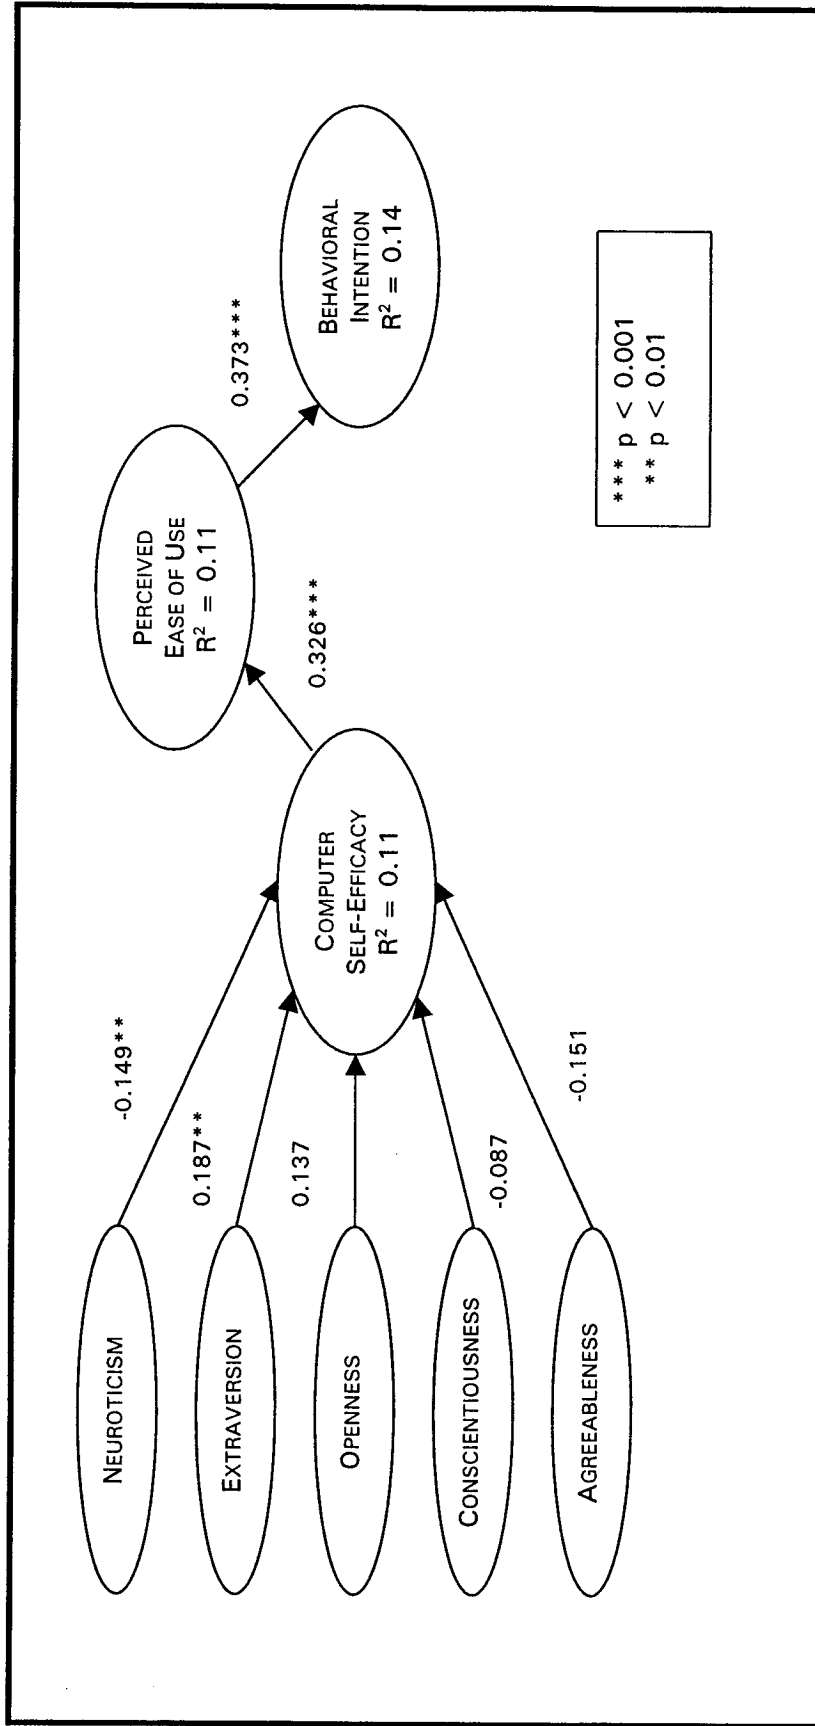 NEUROTICISM
EXTRAVERSION
OPENNESS
CONSCIENTIOUSNESS
AGREEABLENESS
-0.149**
0.187**
0.137
-0.087
-0.151
COMPUTER
SELF-EFFICACY
R² = 0.11
0.326***
PERCEIVED
EASE OF USE
R² = 0.11
0.373***
BEHAVIORAL
INTENTION
R² = 0.14
*** p < 0.001
** p < 0.01